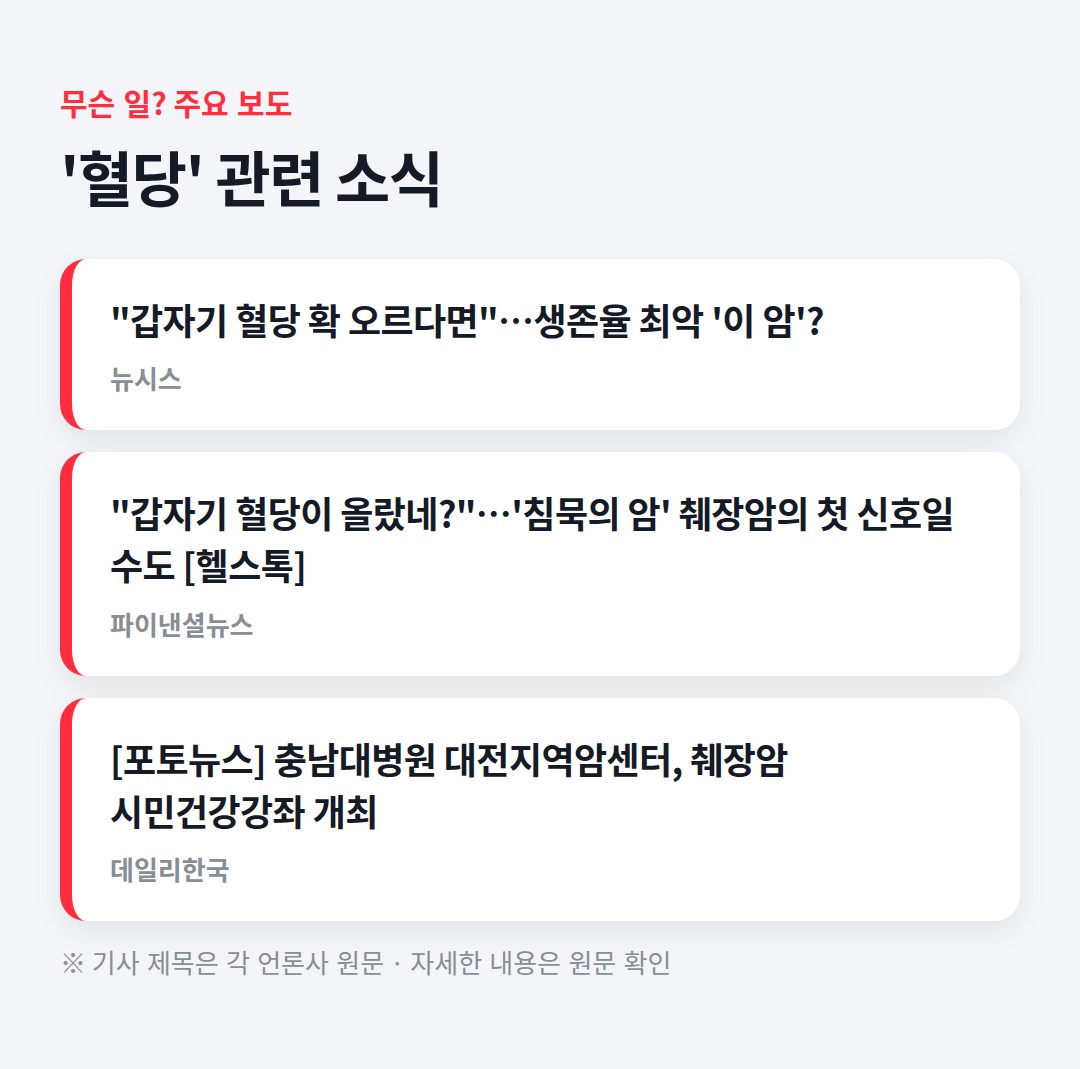 무슨 일? 주요 보도
'혈당' 관련 소식
"갑자기 혈당 확 오르다면"…생존율 최악 '이 암'?
뉴시스
"갑자기 혈당이 올랐네?"…'침묵의 암' 췌장암의 첫 신호일
수도 [헬스톡]
파이낸셜뉴스
[포토뉴스] 충남대병원 대전지역암센터, 췌장암
시민건강강좌 개최
데일리한국
※ 기사 제목은 각 언론사 원문 · 자세한 내용은 원문 확인